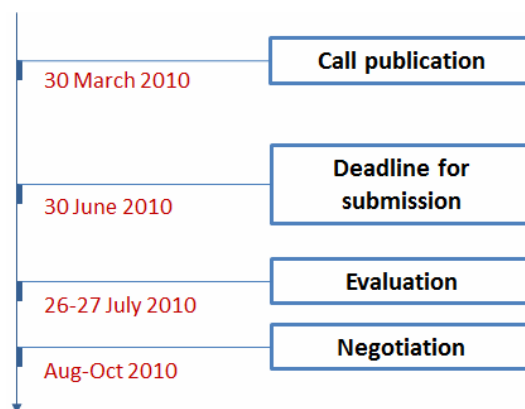 Call publication
30 March 2010
Deadline for
submission
30 June 2010
Evaluation
26-27 July 2010
Negotiation
Aug-Oct 2010